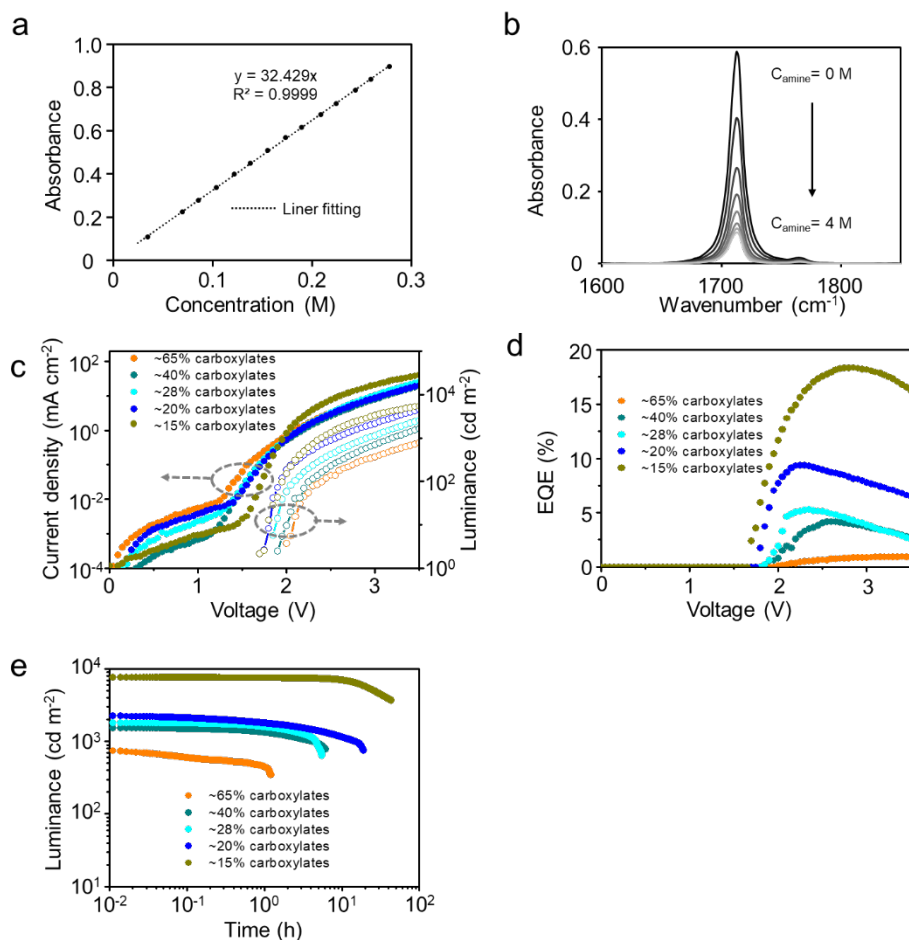 a
1.0
0.8
0.6
0.4
0.2
0
Absorbance
y = 32.429x
R² = 0.9999
Liner fitting
0
0.1
0.2
0.3
Concentration (M)
b
0.6
0.4
0.2
0
Absorbance
C_amine= 0 M
C_amine= 4 M
1600
1700
1800
Wavenumber (cm⁻¹)
c
10²
10⁰
10⁻²
10⁻⁴
Current density (mA cm⁻²)
~65% carboxylates
~40% carboxylates
~28% carboxylates
~20% carboxylates
~15% carboxylates
10⁴
10²
10⁰
Luminance (cd m⁻²)
0
1
2
3
Voltage (V)
d
20
15
10
5
0
EQE (%)
~65% carboxylates
~40% carboxylates
~28% carboxylates
~20% carboxylates
~15% carboxylates
0
1
2
3
Voltage (V)
e
10⁴
10³
10²
10¹
Luminance (cd m⁻²)
~65% carboxylates
~40% carboxylates
~28% carboxylates
~20% carboxylates
~15% carboxylates
10⁻²
10⁻¹
10⁰
10¹
10²
Time (h)